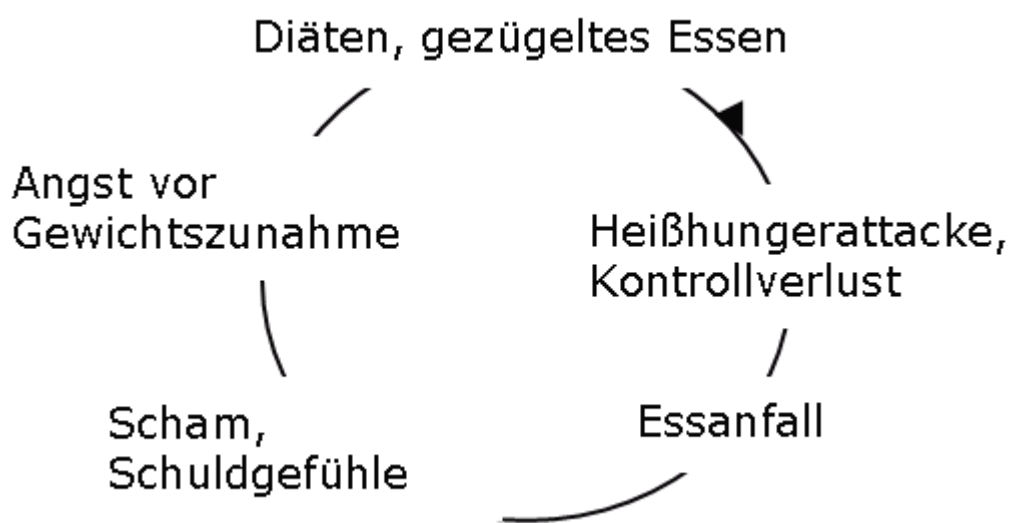 Diäten, gezügeltes Essen
Angst vor
Gewichtszunahme
Heißhungerattacke,
Kontrollverlust
Essanfall
Scham,
Schuldgefühle